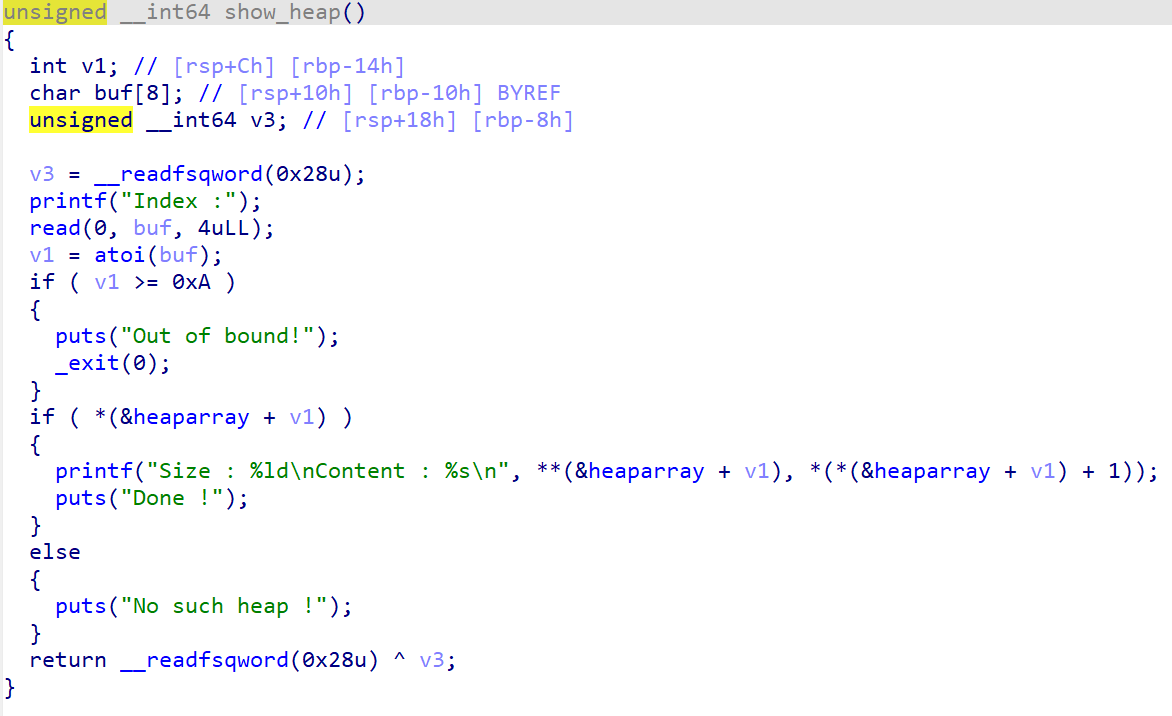 unsigned __int64 show_heap()
{
  int v1; // [rsp+Ch] [rbp-14h]
  char buf[8]; // [rsp+10h] [rbp-10h] BYREF
  unsigned __int64 v3; // [rsp+18h] [rbp-8h]

  v3 = __readfsqword(0x28u);
  printf("Index :");
  read(0, buf, 4uLL);
  v1 = atoi(buf);
  if ( v1 >= 0xA )
  {
    puts("Out of bound!");
    _exit(0);
  }
  if ( *(&heaparray + v1) )
  {
    printf("Size : %ld\nContent : %s\n", **(&heaparray + v1), *(*(&heaparray + v1) + 1));
    puts("Done !");
  }
  else
  {
    puts("No such heap !");
  }
  return __readfsqword(0x28u) ^ v3;
}